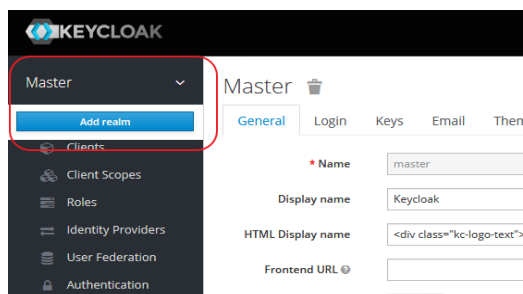 KEYCLOAK
Master
Add realm
Clients
Client Scopes
Roles
Identity Providers
User Federation
Authentication
Master
General Login Keys Email Them
* Name master
Display name Keycloak
HTML Display name <div class="kc-logo-text">
Frontend URL